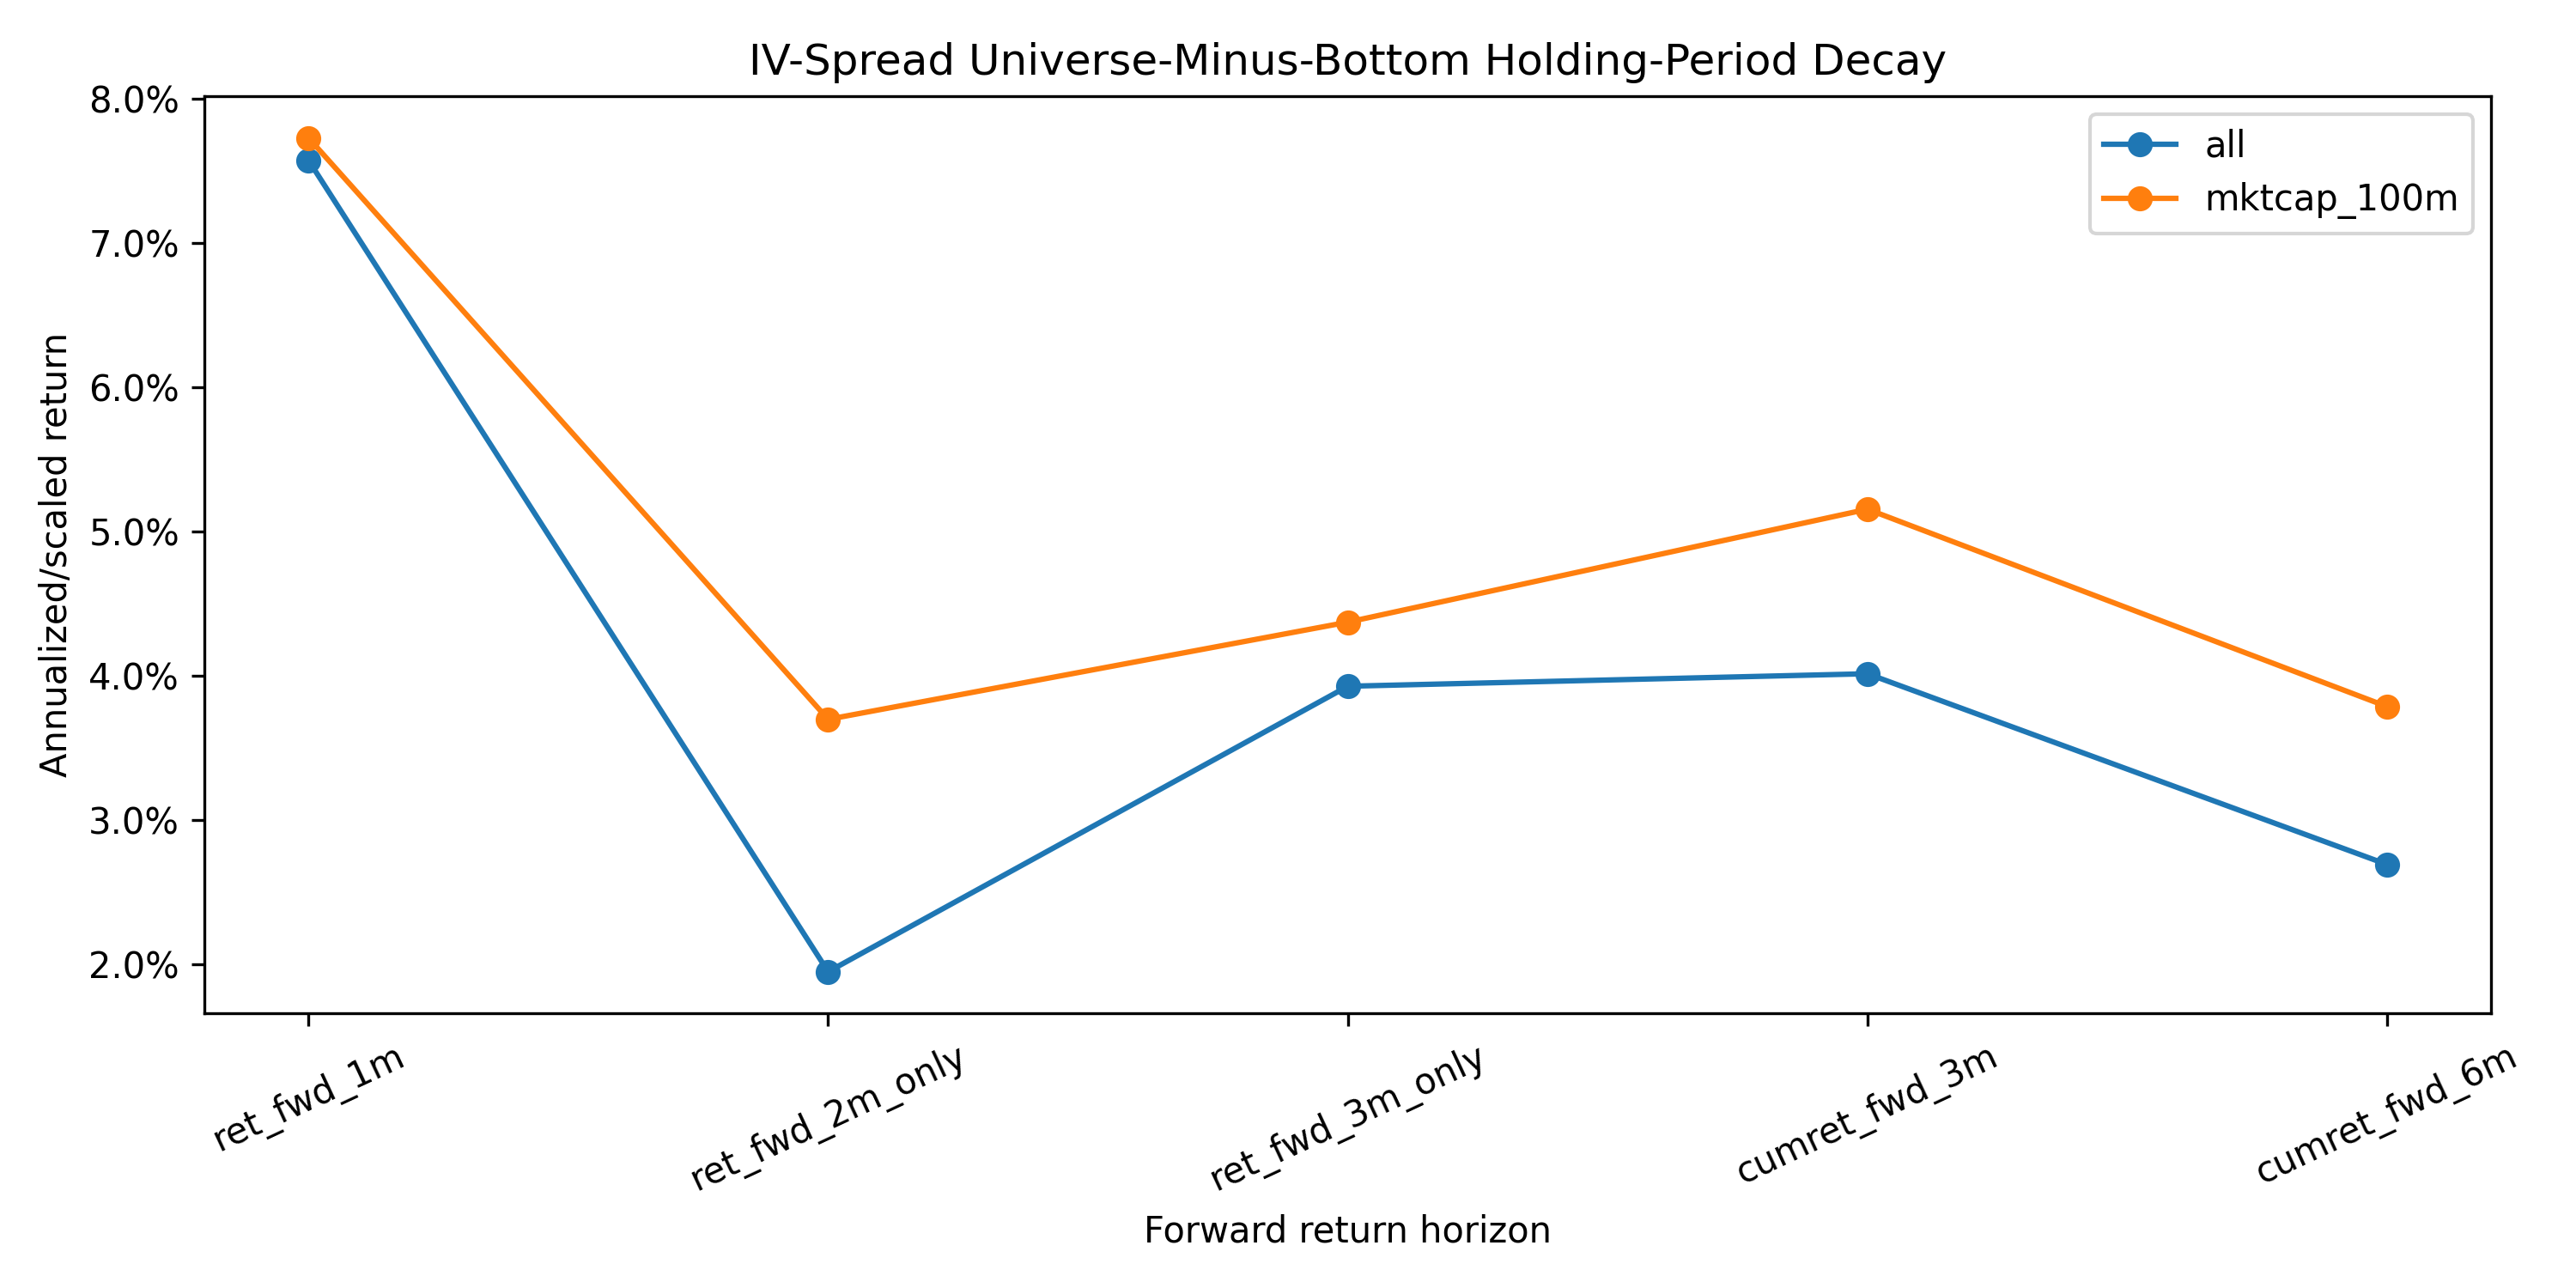 IV-Spread Universe-Minus-Bottom Holding-Period Decay
8.0%
7.0%
6.0%
5.0%
4.0%
3.0%
2.0%
Annualized/scaled return
all
mktcap_100m
ret_fwd_1m
ret_fwd_2m_only
ret_fwd_3m_only
cumret_fwd_3m
cumret_fwd_6m
Forward return horizon